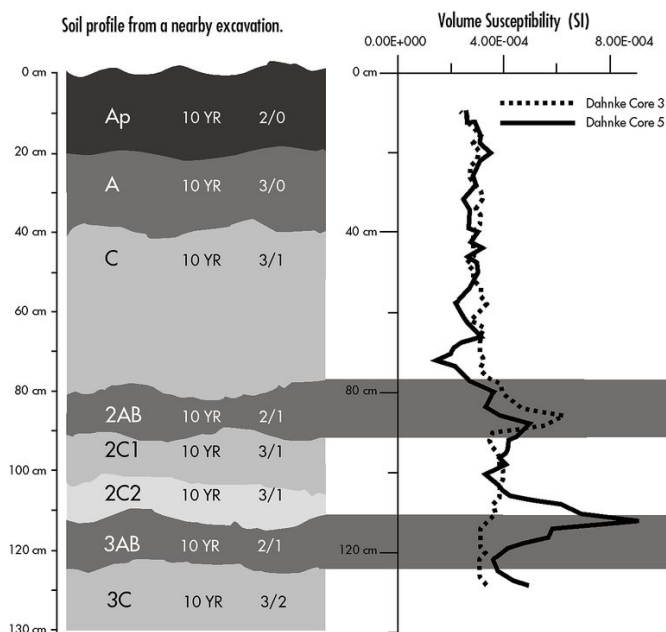 Soil profile from a nearby excavation.
Volume Susceptibility (SI)
0.00E+000 4.00E-004 8.00E-004
0 cm
20 cm
40 cm
60 cm
80 cm
100 cm
120 cm
130 cm
Ap 10 YR 2/0
A 10 YR 3/0
C 10 YR 3/1
2AB 10 YR 2/1
2C1 10 YR 3/1
2C2 10 YR 3/1
3AB 10 YR 2/1
3C 10 YR 3/2
0 cm
40 cm
80 cm
120 cm
Dahnke Core 3
Dahnke Core 5